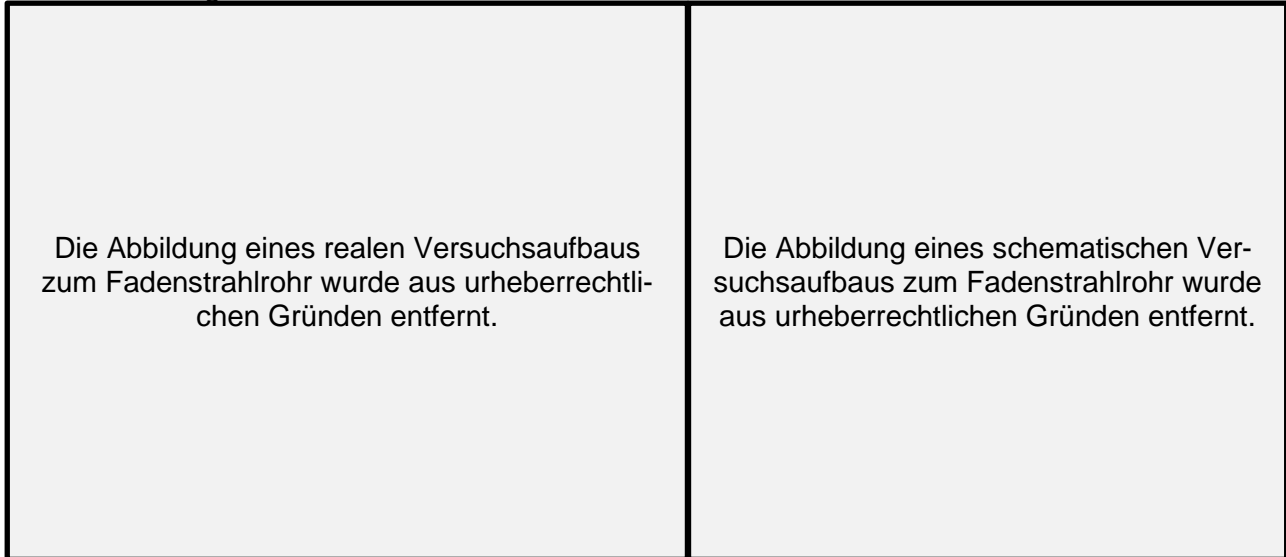 Die Abbildung eines realen Versuchsaufbaus
zum Fadenstrahlrohr wurde aus urheberrechtli-
chen Gründen entfernt.
Die Abbildung eines schematischen Ver-
suchsaufbaus zum Fadenstrahlrohr wurde
aus urheberrechtlichen Gründen entfernt.